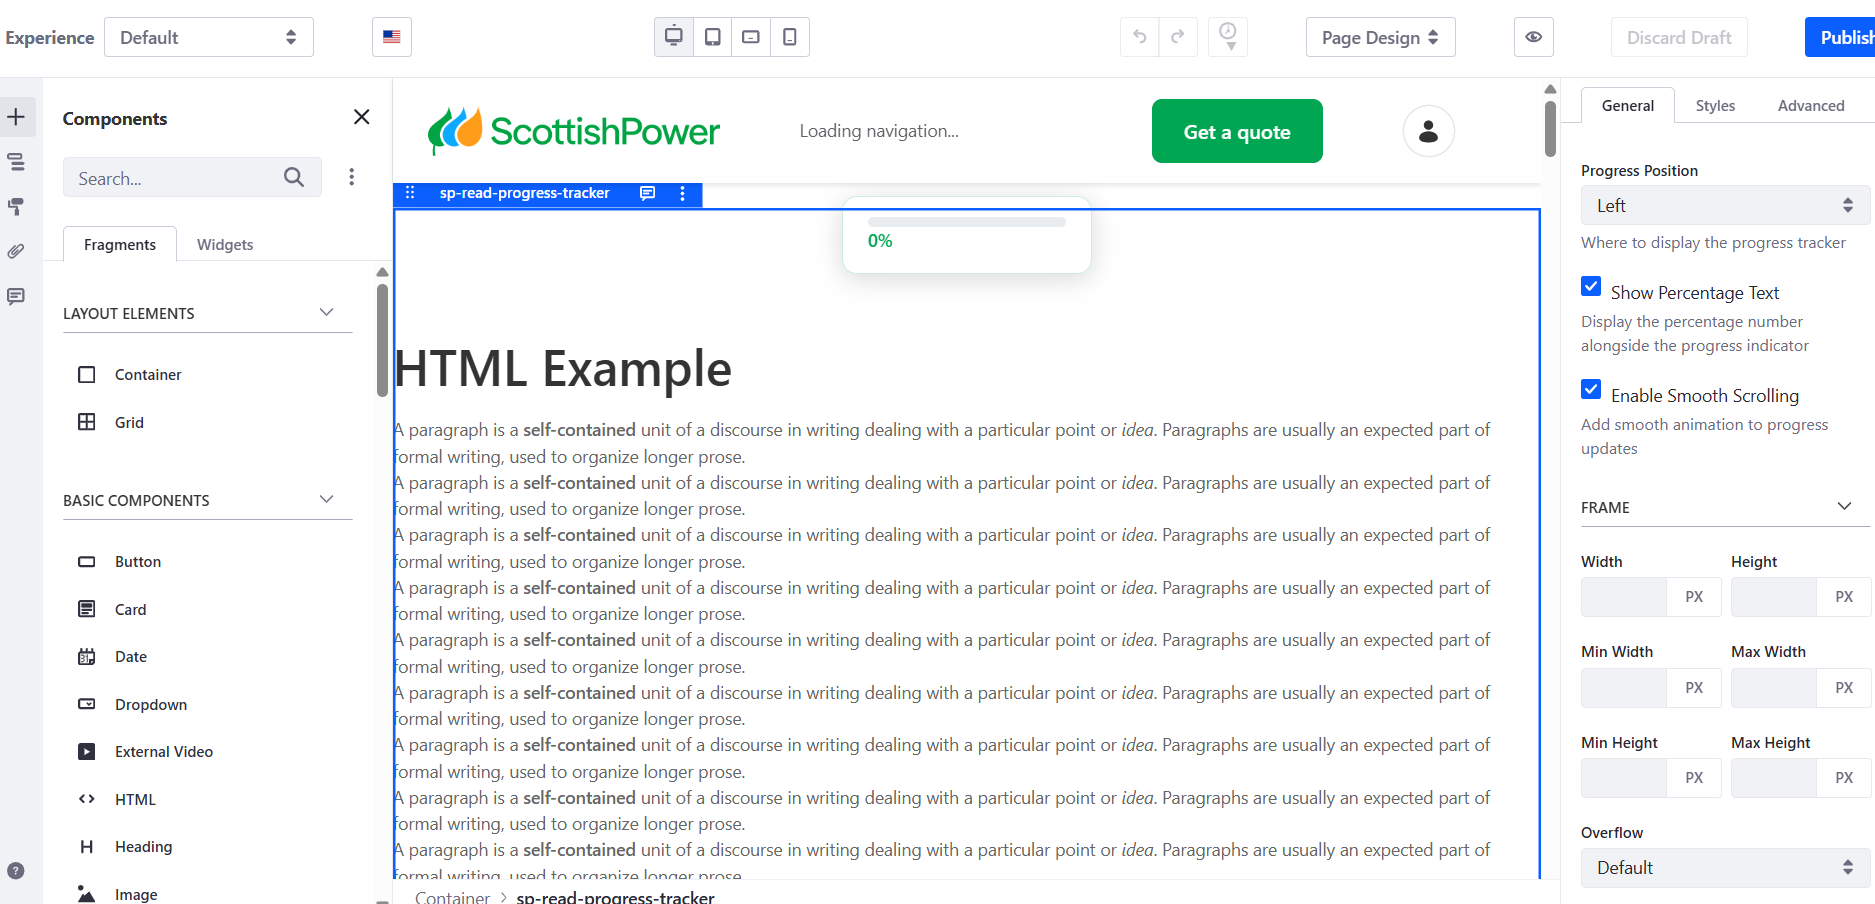 Experience
Default
Page Design
Discard Draft
Publish
Components
Search...
Fragments
Widgets
LAYOUT ELEMENTS
Container
Grid
BASIC COMPONENTS
Button
Card
Date
Dropdown
External Video
HTML
Heading
Image
ScottishPower
Loading navigation...
Get a quote
sp-read-progress-tracker
0%
HTML Example
A paragraph is a self-contained unit of a discourse in writing dealing with a particular point or idea. Paragraphs are usually an expected part of
formal writing, used to organize longer prose.
A paragraph is a self-contained unit of a discourse in writing dealing with a particular point or idea. Paragraphs are usually an expected part of
formal writing, used to organize longer prose.
A paragraph is a self-contained unit of a discourse in writing dealing with a particular point or idea. Paragraphs are usually an expected part of
formal writing, used to organize longer prose.
A paragraph is a self-contained unit of a discourse in writing dealing with a particular point or idea. Paragraphs are usually an expected part of
formal writing, used to organize longer prose.
A paragraph is a self-contained unit of a discourse in writing dealing with a particular point or idea. Paragraphs are usually an expected part of
formal writing, used to organize longer prose.
A paragraph is a self-contained unit of a discourse in writing dealing with a particular point or idea. Paragraphs are usually an expected part of
formal writing, used to organize longer prose.
A paragraph is a self-contained unit of a discourse in writing dealing with a particular point or idea. Paragraphs are usually an expected part of
formal writing, used to organize longer prose.
A paragraph is a self-contained unit of a discourse in writing dealing with a particular point or idea. Paragraphs are usually an expected part of
formal writing, used to organize longer prose.
A paragraph is a self-contained unit of a discourse in writing dealing with a particular point or idea. Paragraphs are usually an expected part of
formal writing, used to organize longer prose.
Container > sp-read-progress-tracker
General
Styles
Advanced
Progress Position
Left
Where to display the progress tracker
Show Percentage Text
Display the percentage number
alongside the progress indicator
Enable Smooth Scrolling
Add smooth animation to progress
updates
FRAME
Width
Height
PX
PX
Min Width
Max Width
PX
PX
Min Height
Max Height
PX
PX
Overflow
Default